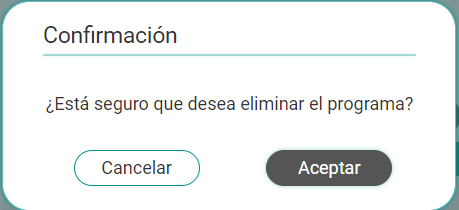 Confirmación
¿Está seguro que desea eliminar el programa?
Cancelar
Aceptar